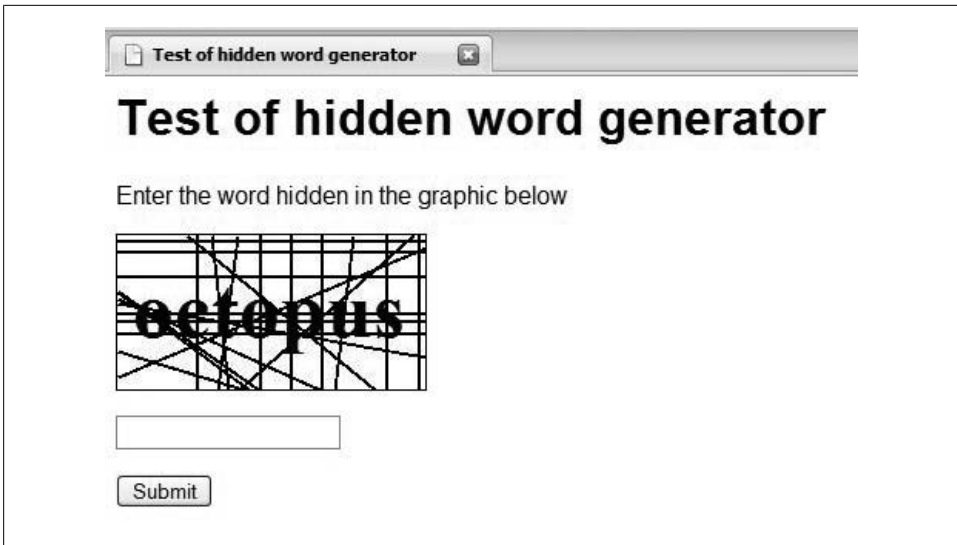 Test of hidden word generator
Test of hidden word generator
Enter the word hidden in the graphic below
octopus
Submit